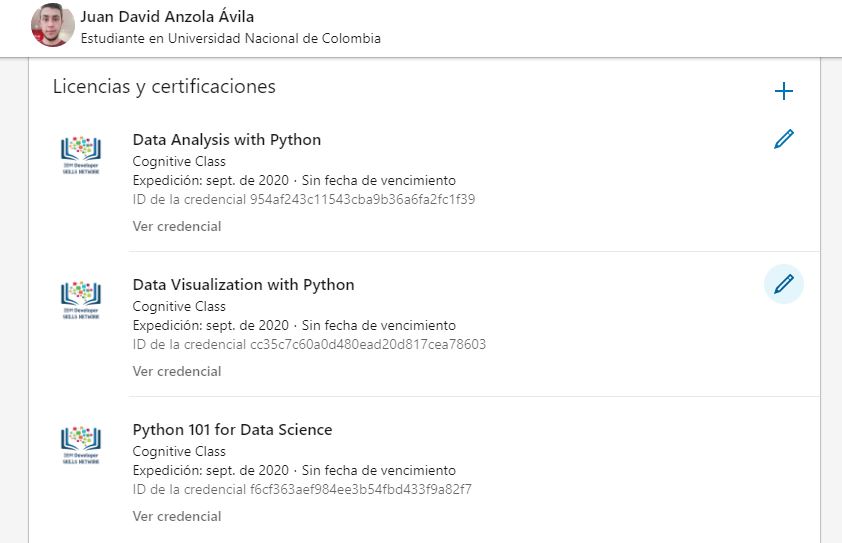 Juan David Anzola Ávila
Estudiante en Universidad Nacional de Colombia
Licencias y certificaciones
Data Analysis with Python
Cognitive Class
Expedición: sept. de 2020 · Sin fecha de vencimiento
ID de la credencial 954af243c11543cba9b36a6fa2fc1f39
Ver credencial
IBM Developer
SKILLS NETWORK
Data Visualization with Python
Cognitive Class
Expedición: sept. de 2020 · Sin fecha de vencimiento
ID de la credencial cc35c7c60a0d480ead20d817cea78603
Ver credencial
IBM Developer
SKILLS NETWORK
Python 101 for Data Science
Cognitive Class
Expedición: sept. de 2020 · Sin fecha de vencimiento
ID de la credencial f6cf363aef984ee3b54fbd433f9a82f7
Ver credencial
IBM Developer
SKILLS NETWORK